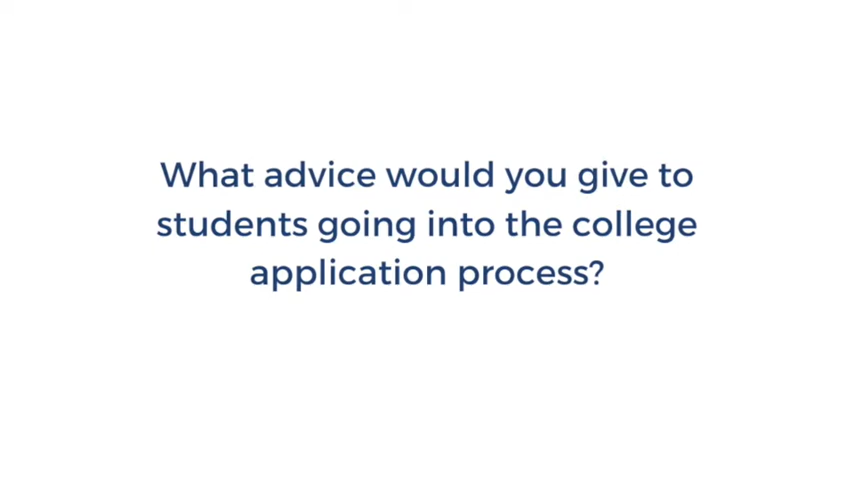 What advice would you give to
students going into the college
application process?